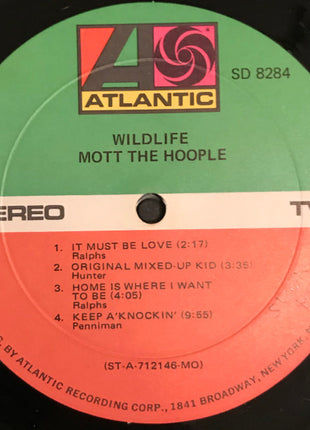 ATLANTIC
SD 8284
WILDLIFE
MOTT THE HOOPLE
1. IT MUST BE LOVE (2:17)
Ralphs
2. ORIGINAL MIXED-UP KID (3:35)
Hunter
3. HOME IS WHERE I WANT
TO BE (4:05)
Ralphs
4. KEEP A'KNOCKIN' (9:55)
Penniman
(ST-A-712146-MO)
BY ATLANTIC RECORDING CORP., 1841 BROADWAY, NEW